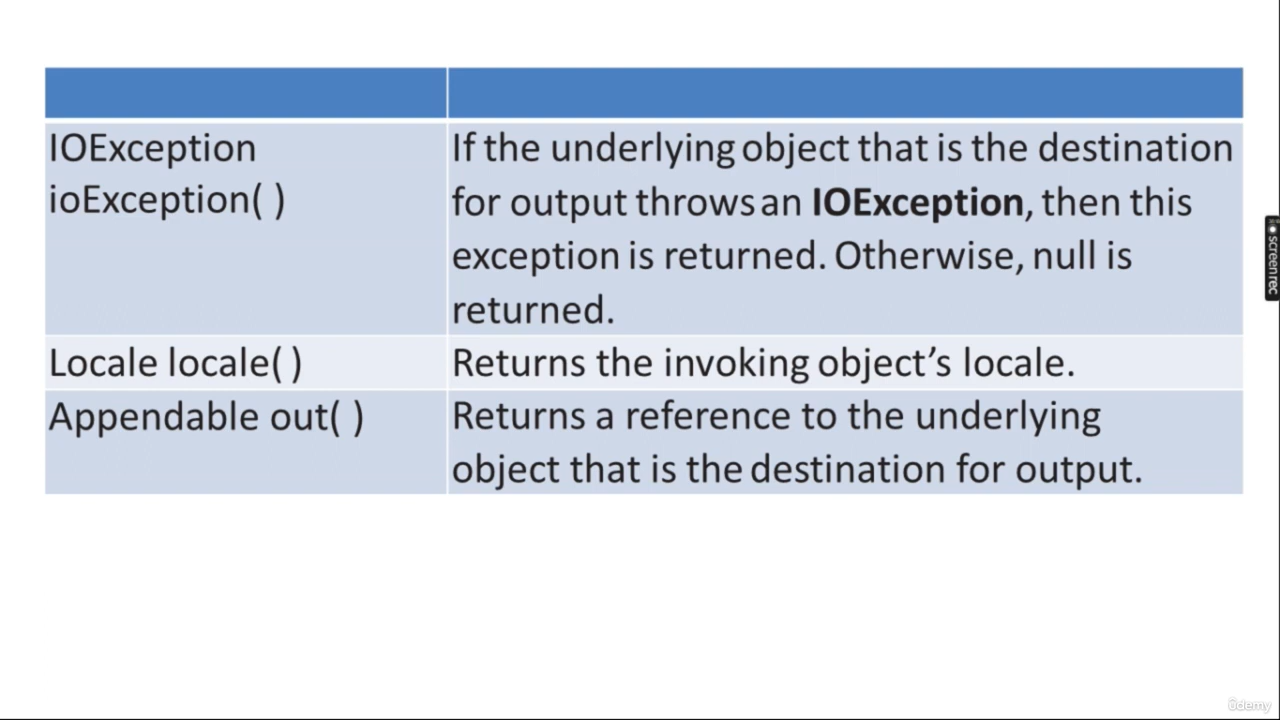 IOException
ioException( )
If the underlying object that is the destination
for output throws an IOException, then this
exception is returned. Otherwise, null is
returned.
Locale locale( )
Returns the invoking object’s locale.
Appendable out( )
Returns a reference to the underlying
object that is the destination for output.
screenrec
ûdemy